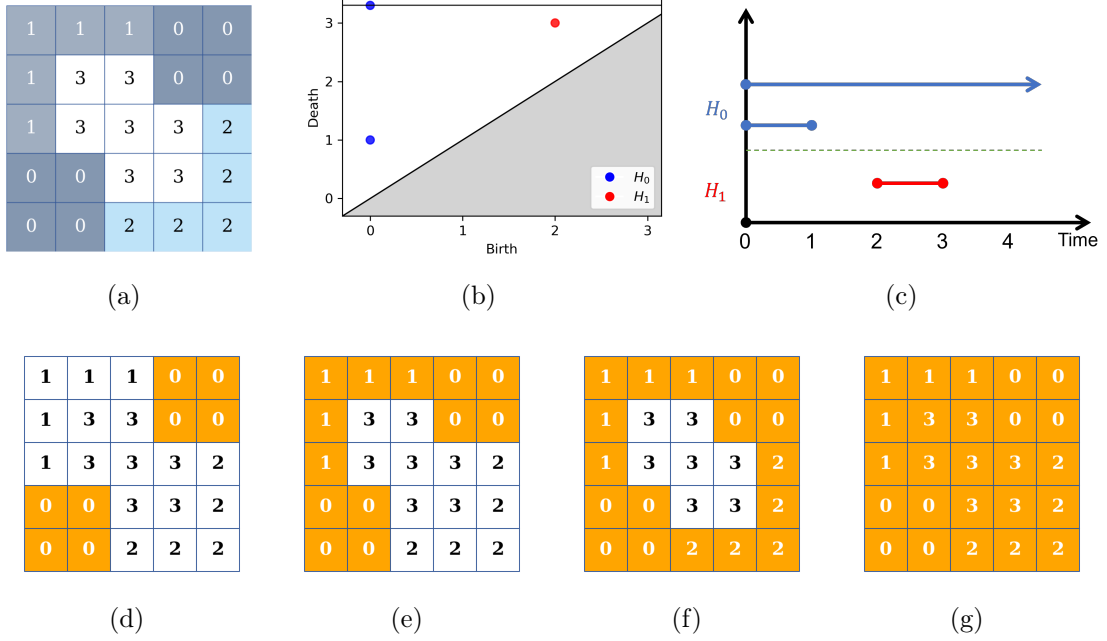 1 1 1 0 0
1 3 3 0 0
1 3 3 3 2
0 0 3 3 2
0 0 2 2 2
(a)
Death
3
2
1
0
0 1 2 3
Birth
H₀
H₁
(b)
H₀
H₁
0 1 2 3 4 Time
(c)
1 1 1 0 0
1 3 3 0 0
1 3 3 3 2
0 0 3 3 2
0 0 2 2 2
(d)
1 1 1 0 0
1 3 3 0 0
1 3 3 3 2
0 0 3 3 2
0 0 2 2 2
(e)
1 1 1 0 0
1 3 3 0 0
1 3 3 3 2
0 0 3 3 2
0 0 2 2 2
(f)
1 1 1 0 0
1 3 3 0 0
1 3 3 3 2
0 0 3 3 2
0 0 2 2 2
(g)